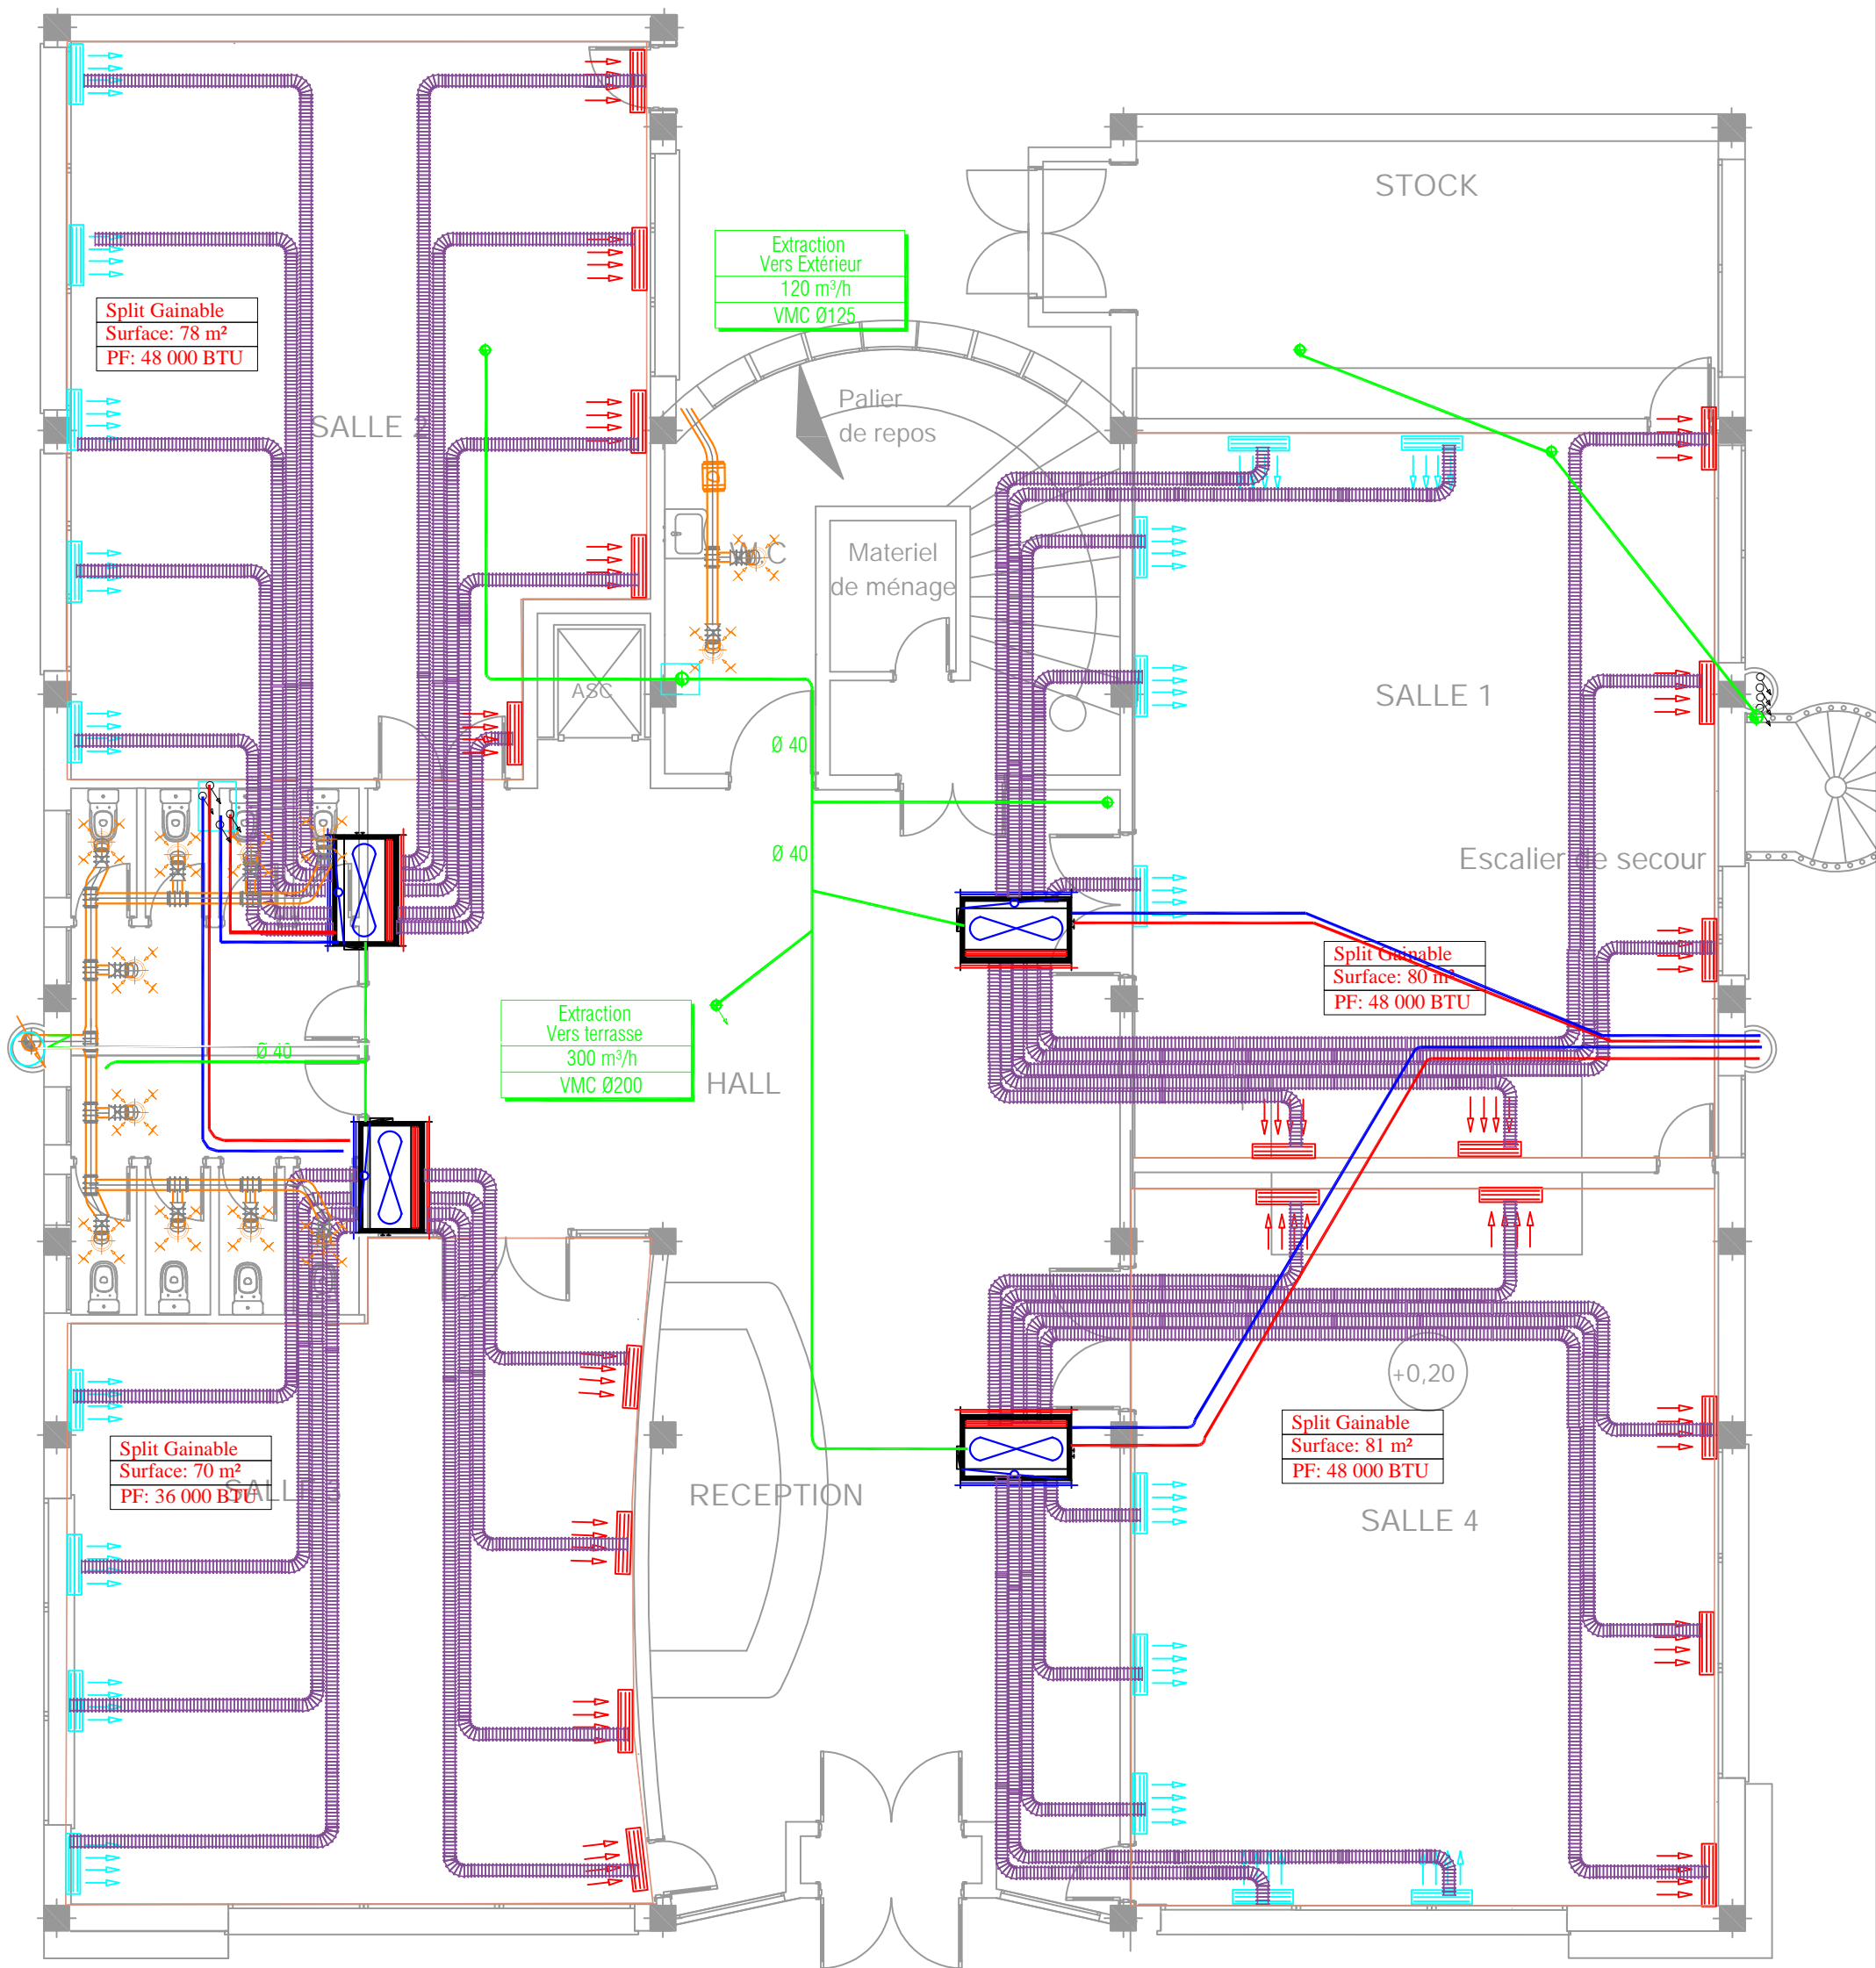 STOCK
Extraction
Vers Extérieur
120 m³/h
VMC Ø125
Split Gainable
Surface: 78 m²
PF: 48 000 BTU
Palier
de repos
SALLE 2
W.C
Materiel
de ménage
ASC
SALLE 1
Ø 40
Ø 40
Escalier de secour
Split Gainable
Surface: 80 m²
PF: 48 000 BTU
Extraction
Vers terrasse
300 m³/h
VMC Ø200
Ø 40
HALL
+0,20
Split Gainable
Surface: 70 m²
PF: 36 000 BTU
SALLE 3
Split Gainable
Surface: 81 m²
PF: 48 000 BTU
RECEPTION
SALLE 4